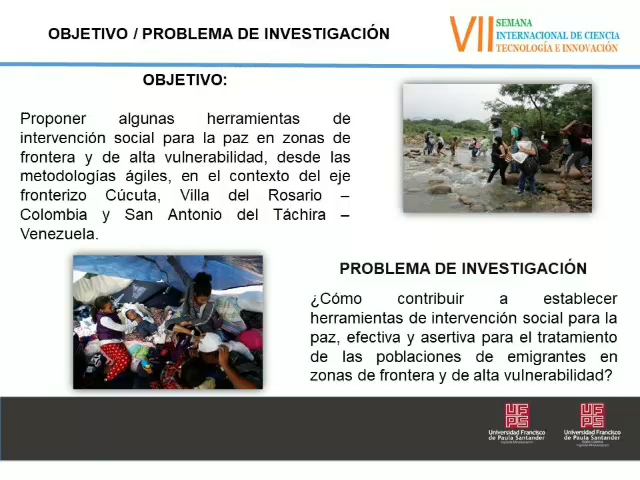 OBJETIVO / PROBLEMA DE INVESTIGACIÓN
VII SEMANA
INTERNACIONAL DE CIENCIA
TECNOLOGÍA E INNOVACIÓN
OBJETIVO:
Proponer algunas herramientas de
intervención social para la paz en zonas de
frontera y de alta vulnerabilidad, desde las
metodologías ágiles, en el contexto del eje
fronterizo Cúcuta, Villa del Rosario –
Colombia y San Antonio del Táchira –
Venezuela.
PROBLEMA DE INVESTIGACIÓN
¿Cómo contribuir a establecer
herramientas de intervención social para la
paz, efectiva y asertiva para el tratamiento
de las poblaciones de emigrantes en
zonas de frontera y de alta vulnerabilidad?
UFPS
Universidad Francisco
de Paula Santander
UFPS
Universidad Francisco
de Paula Santander